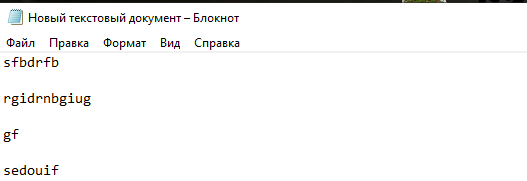 Новый текстовый документ – Блокнот
Файл Правка Формат Вид Справка
sfbdrfb
rgidrnbgiug
gf
sedouif